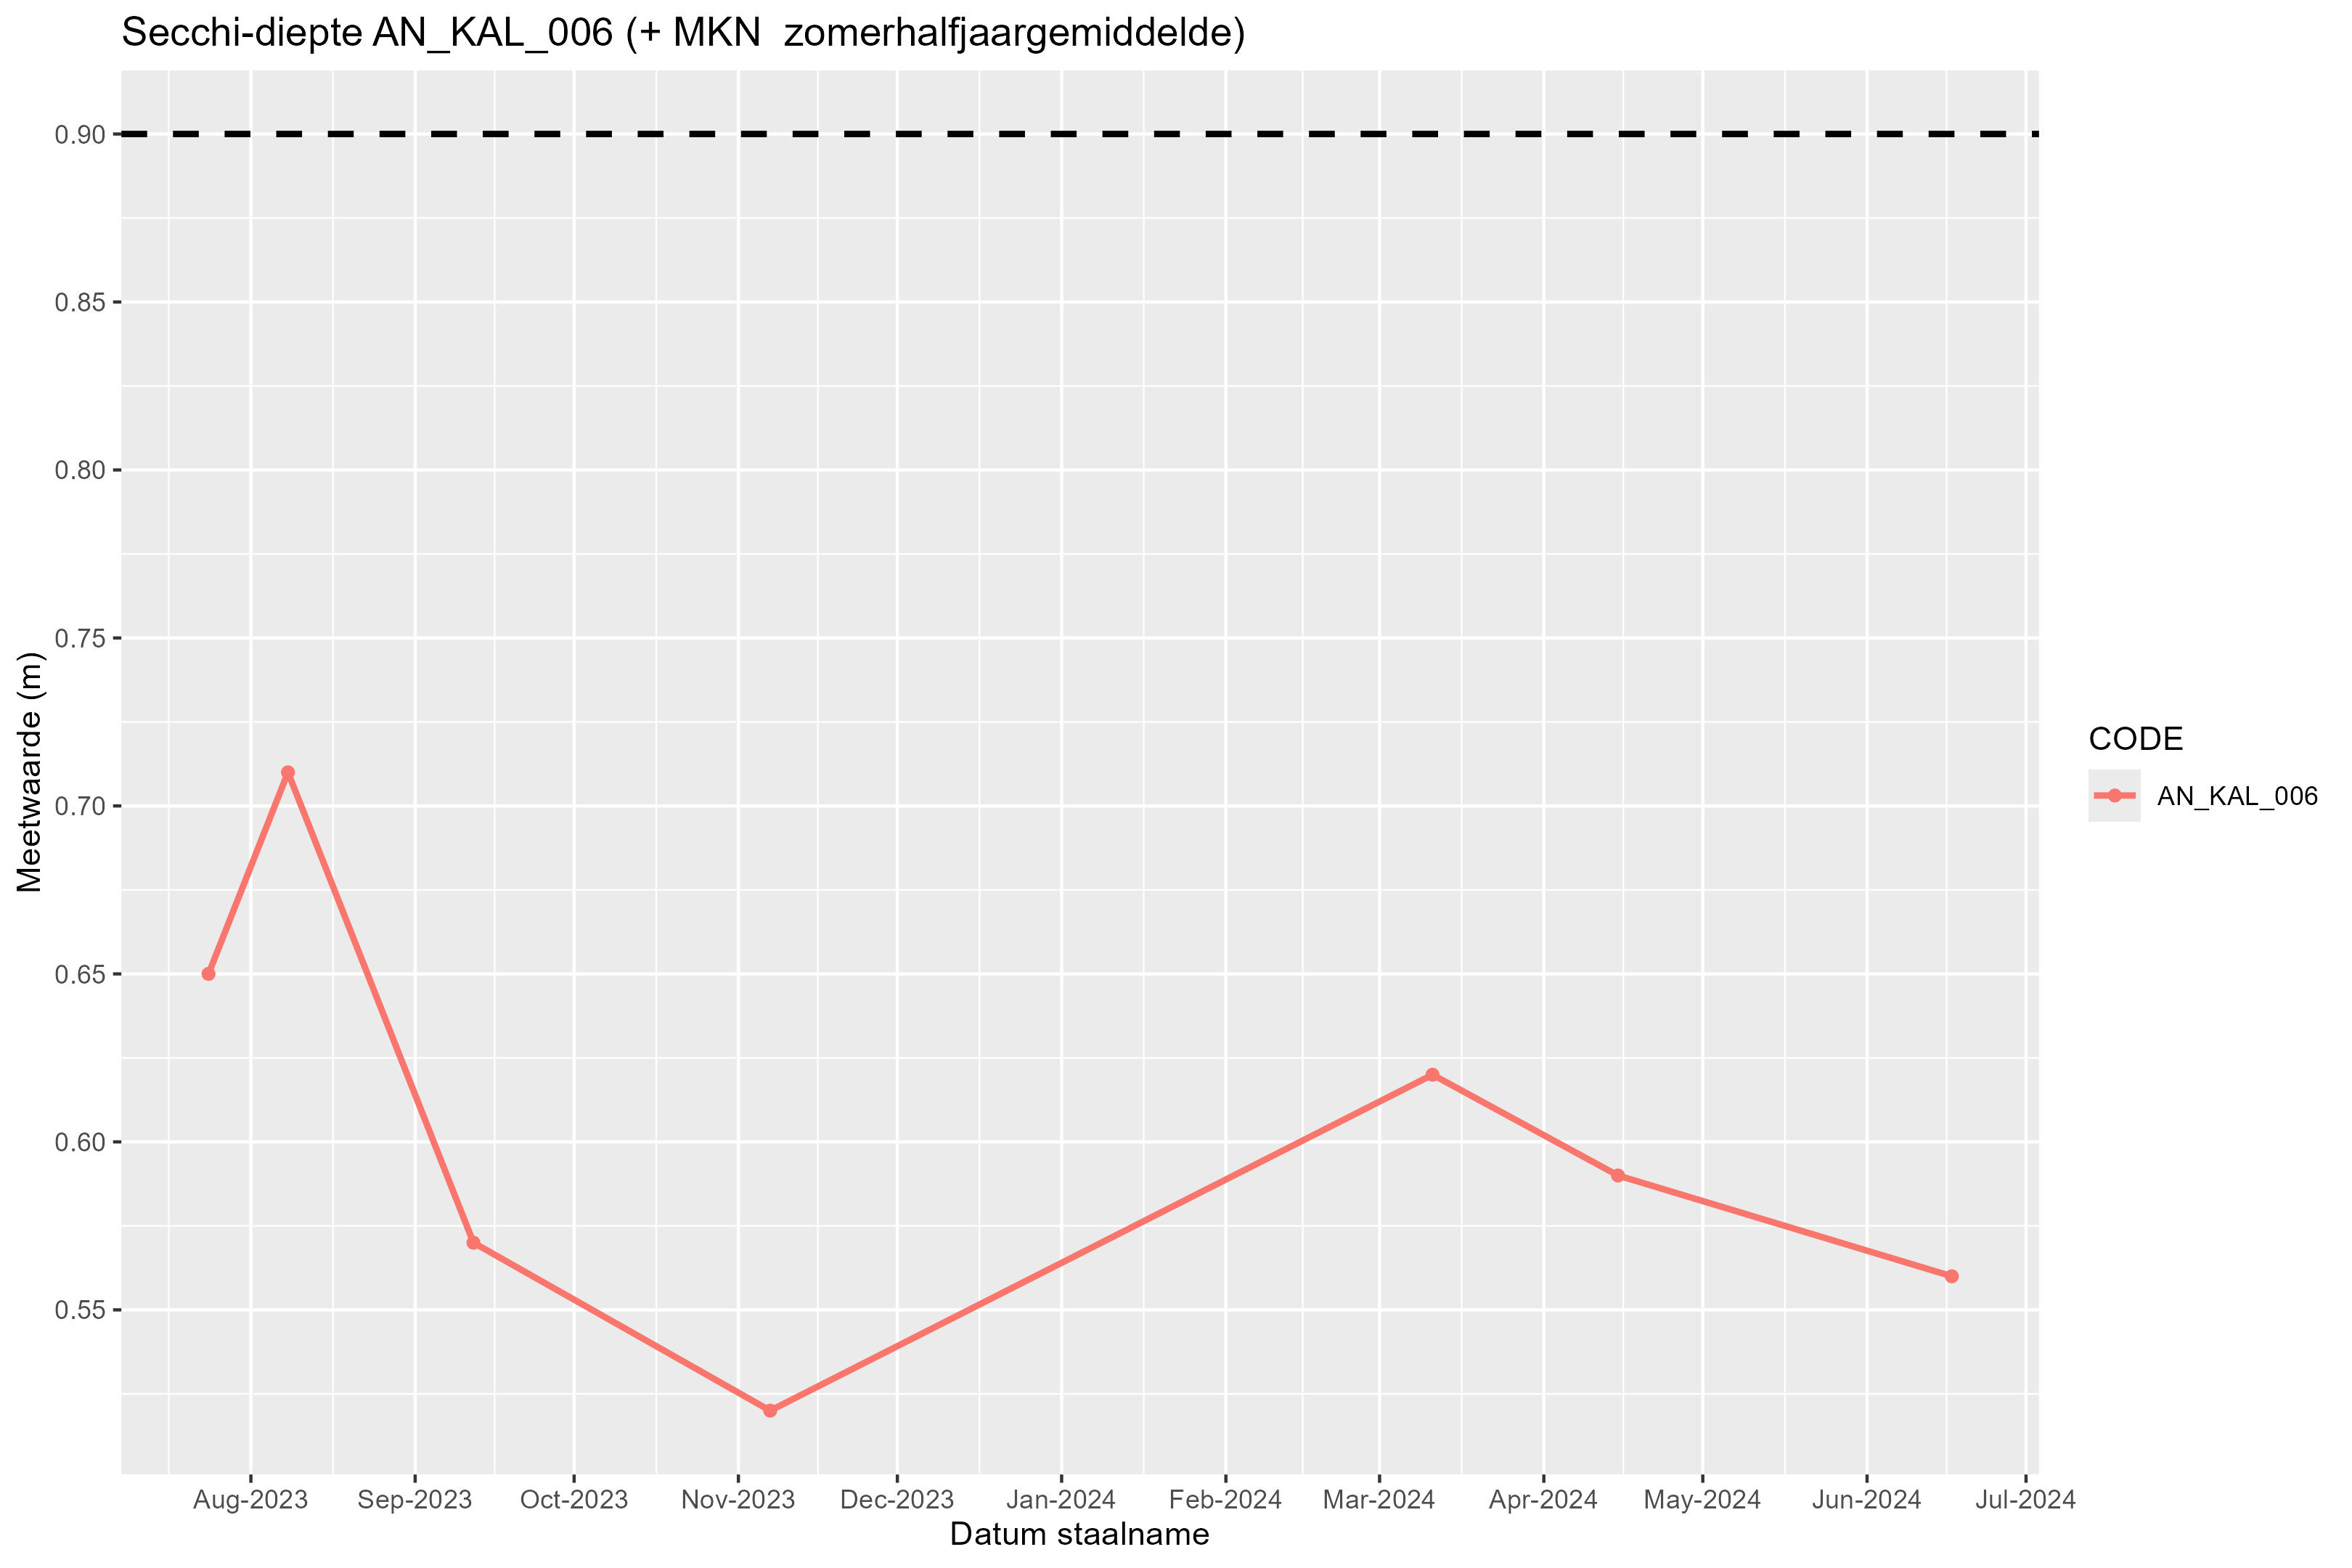 Secchi-diepte AN_KAL_006 (+ MKN  zomerhalfjaargemiddelde)
Meetwaarde (m)
0.90
0.85
0.80
0.75
0.70
0.65
0.60
0.55
Aug-2023 Sep-2023 Oct-2023 Nov-2023 Dec-2023 Jan-2024 Feb-2024 Mar-2024 Apr-2024 May-2024 Jun-2024 Jul-2024
Datum staalname
CODE
AN_KAL_006